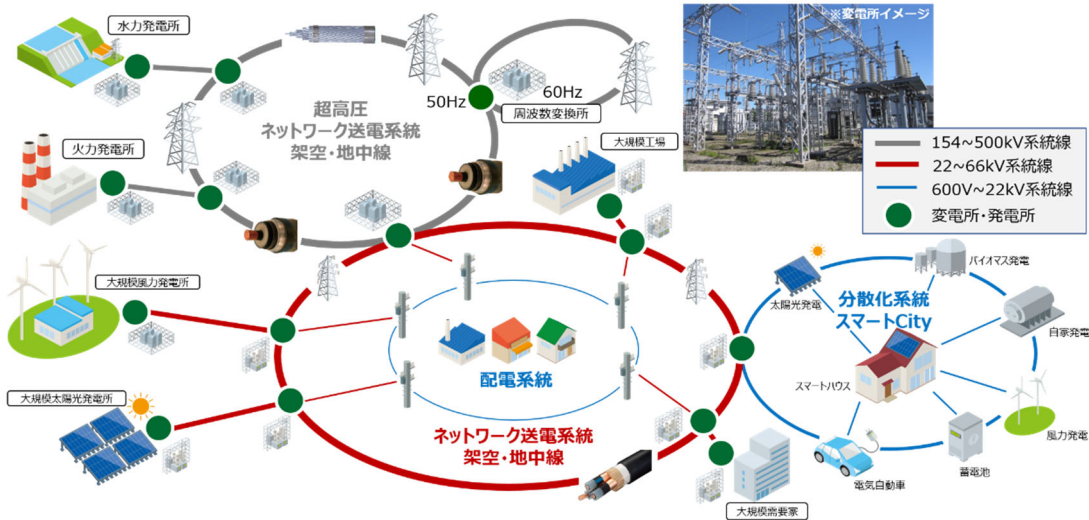 水力発電所
※変電所イメージ
50Hz
60Hz
周波数変換所
超高圧
ネットワーク送電系統
架空・地中線
火力発電所
大規模工場
154~500kV系統線
22~66kV系統線
600V~22kV系統線
変電所・発電所
大規模風力発電所
配電系統
太陽光発電
バイオマス発電
分散化系統
スマートCity
自家発電
スマートハウス
風力発電
蓄電池
電気自動車
大規模太陽光発電所
ネットワーク送電系統
架空・地中線
大規模需要家